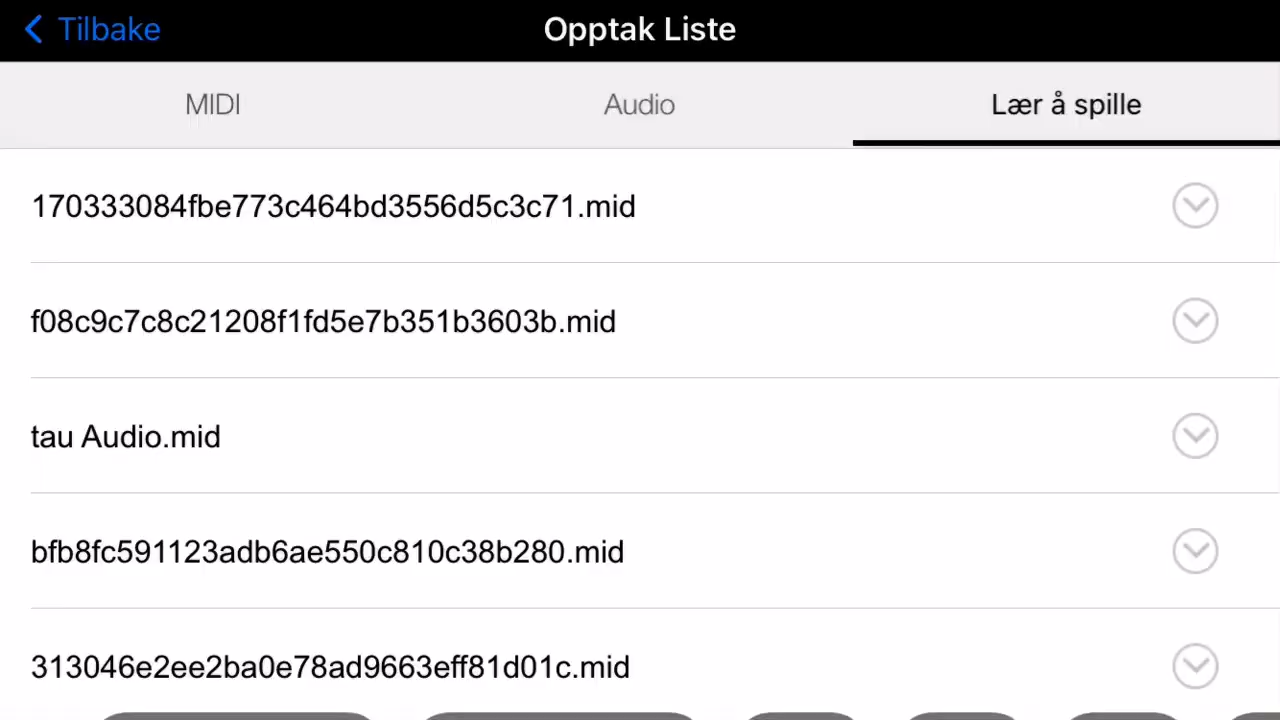 Tilbake
Opptak Liste
MIDI
Audio
Lær å spille
170333084fbe773c464bd3556d5c3c71.mid
f08c9c7c8c21208f1fd5e7b351b3603b.mid
tau Audio.mid
bfb8fc591123adb6ae550c810c38b280.mid
313046e2ee2ba0e78ad9663eff81d01c.mid